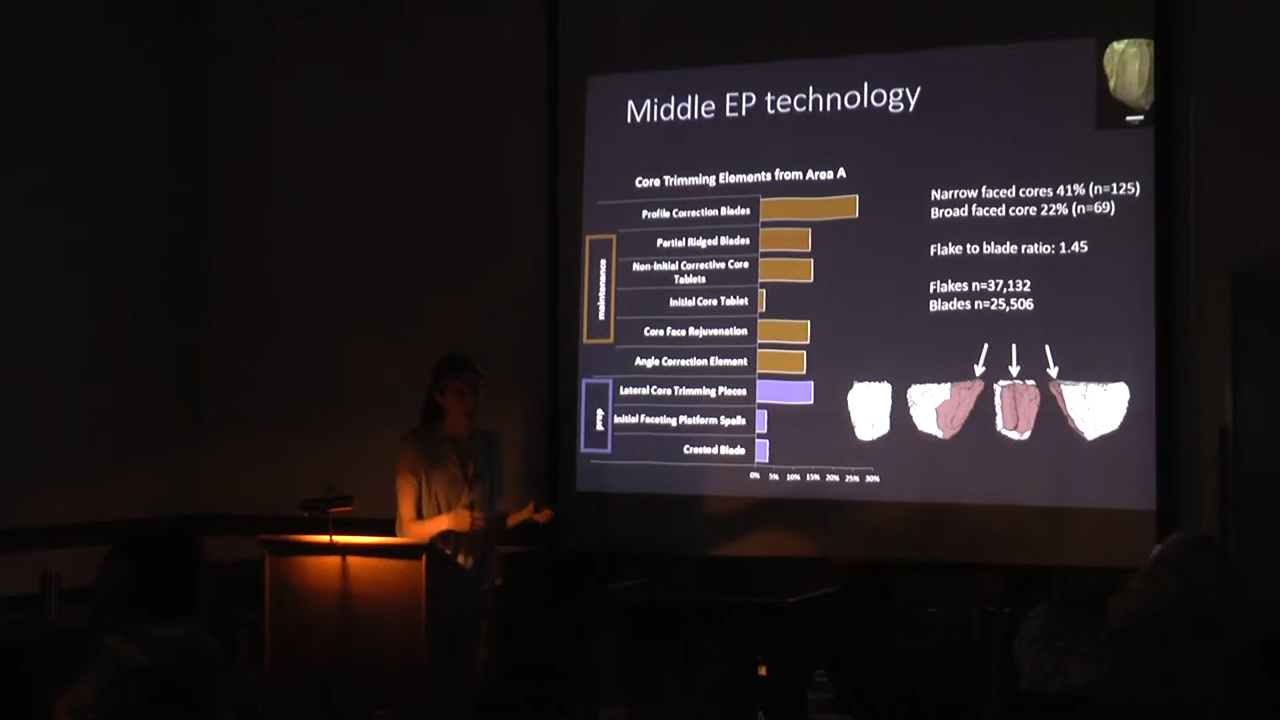 Middle EP technology
Core Trimming Elements from Area A
Profile Correction Blades
Partial Ridged Blades
Non-Initial Corrective Core
Tablets
Initial Core Tablet
Core Face Rejuvenation
Angle Correction Element
Lateral Core Trimming Pieces
Initial Faceting Platform Spalls
Crested Blade
maintenance
prep
0% 5% 10% 15% 20% 25% 30%
Narrow faced cores 41% (n=125)
Broad faced core 22% (n=69)
Flake to blade ratio: 1.45
Flakes n=37,132
Blades n=25,506